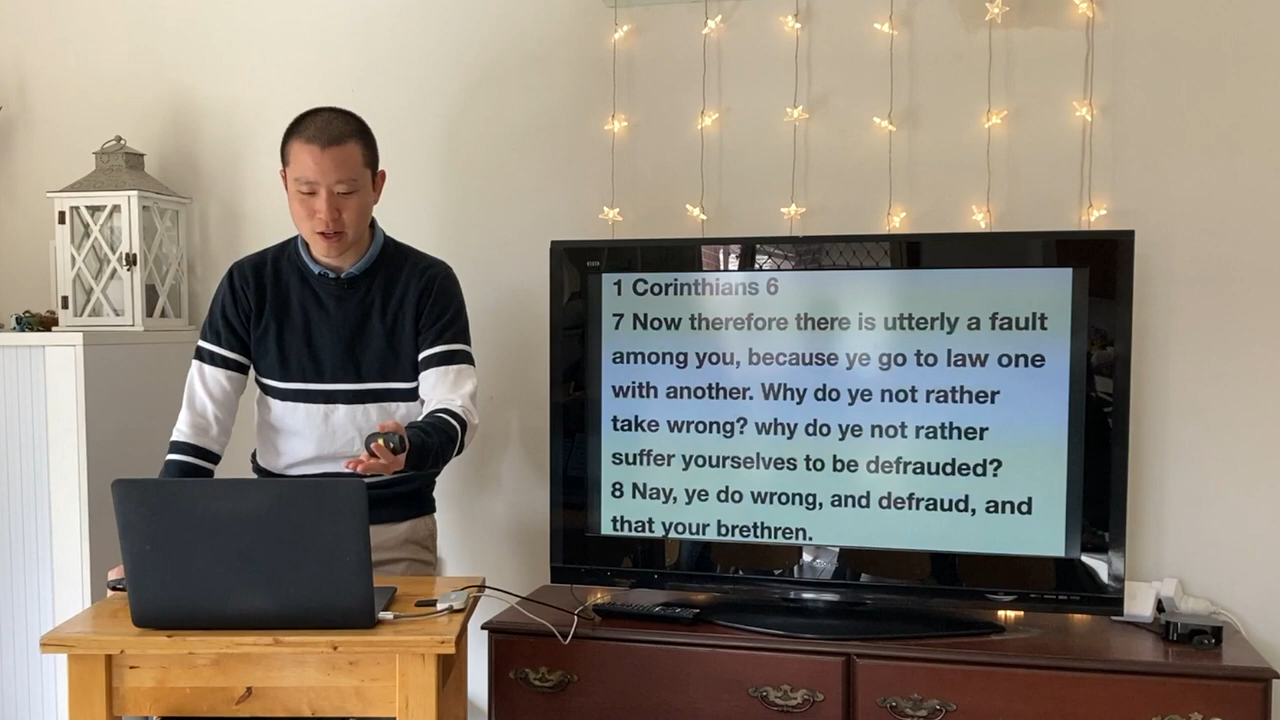 1 Corinthians 6
7 Now therefore there is utterly a fault
among you, because ye go to law one
with another. Why do ye not rather
take wrong? why do ye not rather
suffer yourselves to be defrauded?
8 Nay, ye do wrong, and defraud, and
that your brethren.